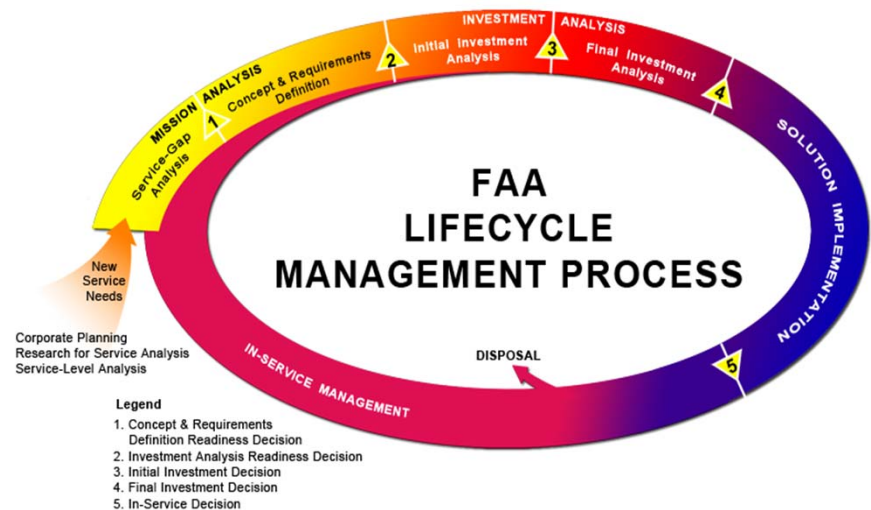 INVESTMENT ANALYSIS
Initial Investment
Analysis
Final Investment
Analysis
MISSION ANALYSIS
Concept & Requirements
Definition
Service-Gap
Analysis
1
2
3
4
5
SOLUTION IMPLEMENTATION
FAA
LIFECYCLE
MANAGEMENT PROCESS
New
Service
Needs
Corporate Planning
Research for Service Analysis
Service-Level Analysis
IN-SERVICE MANAGEMENT
DISPOSAL
Legend
1. Concept & Requirements
Definition Readiness Decision
2. Investment Analysis Readiness Decision
3. Initial Investment Decision
4. Final Investment Decision
5. In-Service Decision